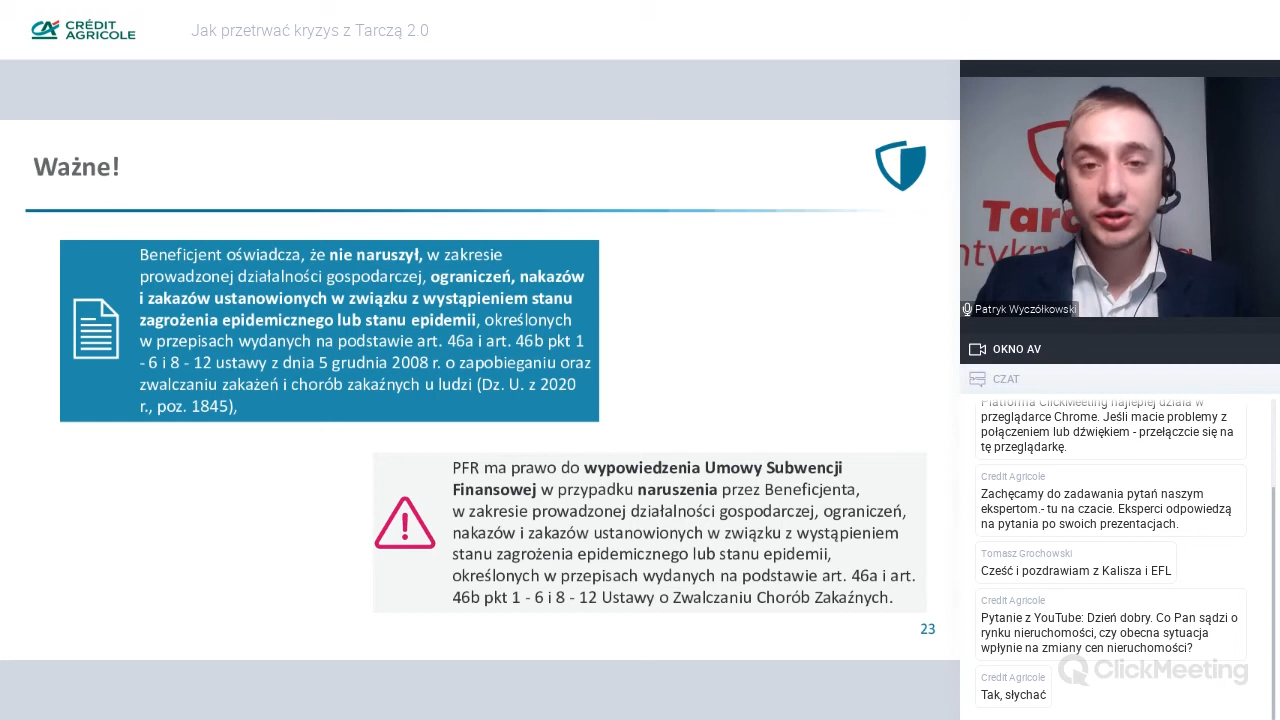 CRÉDIT
AGRICOLE
Jak przetrwać kryzys z Tarczą 2.0
Ważne!
Beneficjent oświadcza, że nie naruszył, w zakresie
prowadzonej działalności gospodarczej, ograniczeń, nakazów
i zakazów ustanowionych w związku z wystąpieniem stanu
zagrożenia epidemicznego lub stanu epidemii, określonych
w przepisach wydanych na podstawie art. 46a i art. 46b pkt 1
- 6 i 8 - 12 ustawy z dnia 5 grudnia 2008 r. o zapobieganiu oraz
zwalczaniu zakażeń i chorób zakaźnych u ludzi (Dz. U. z 2020
r., poz. 1845),
PFR ma prawo do wypowiedzenia Umowy Subwencji
Finansowej w przypadku naruszenia przez Beneficjenta,
w zakresie prowadzonej działalności gospodarczej, ograniczeń,
nakazów i zakazów ustanowionych w związku z wystąpieniem
stanu zagrożenia epidemicznego lub stanu epidemii,
określonych w przepisach wydanych na podstawie art. 46a i art.
46b pkt 1 - 6 i 8 - 12 Ustawy o Zwalczaniu Chorób Zakaźnych.
23
Patryk Wyczółkowski
OKNO AV
CZAT
Platforma ClickMeeting najlepiej działa w
przeglądarce Chrome. Jeśli macie problemy z
połączeniem lub dźwiękiem - przełączcie się na
tę przeglądarkę.
Credit Agricole
Zachęcamy do zadawania pytań naszym
ekspertom.- tu na czacie. Eksperci odpowiedzą
na pytania po swoich prezentacjach.
Tomasz Grochowski
Cześć i pozdrawiam z Kalisza i EFL
Credit Agricole
Pytanie z YouTube: Dzień dobry. Co Pan sądzi o
rynku nieruchomości, czy obecna sytuacja
wpłynie na zmiany cen nieruchomości?
ClickMeeting
Credit Agricole
Tak, słychać